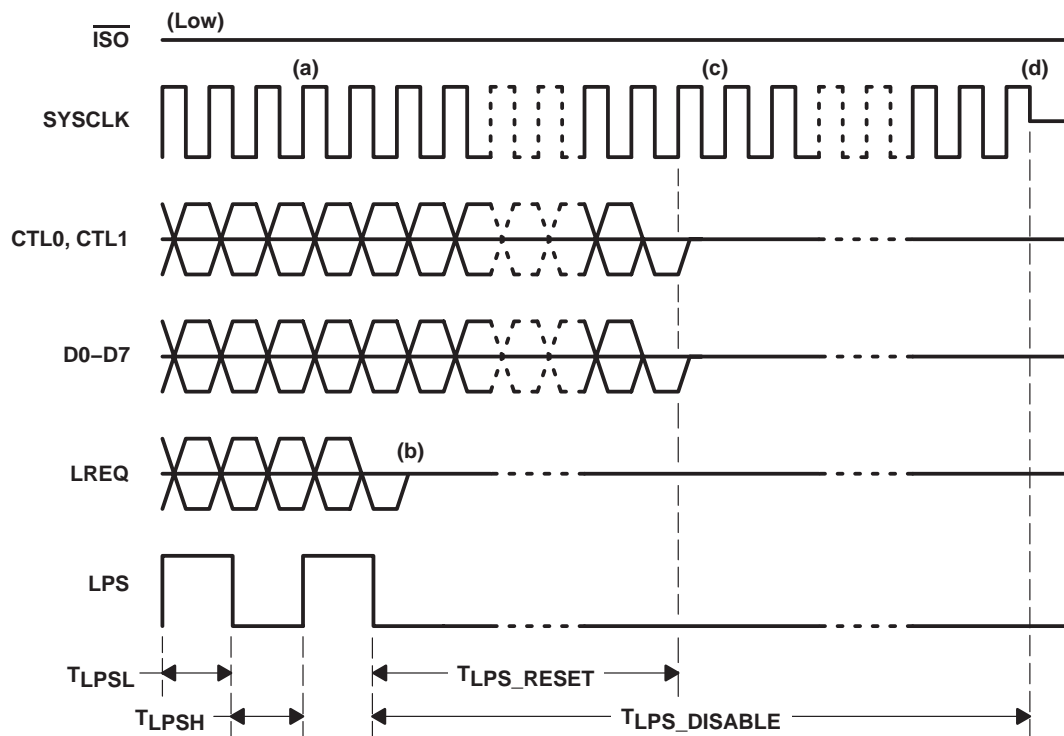 ISO
(Low)
(a)
(c)
(d)
SYSCLK
CTL0, CTL1
D0–D7
(b)
LREQ
LPS
TLPSL
TLPS_RESET
TLPSH
TLPS_DISABLE